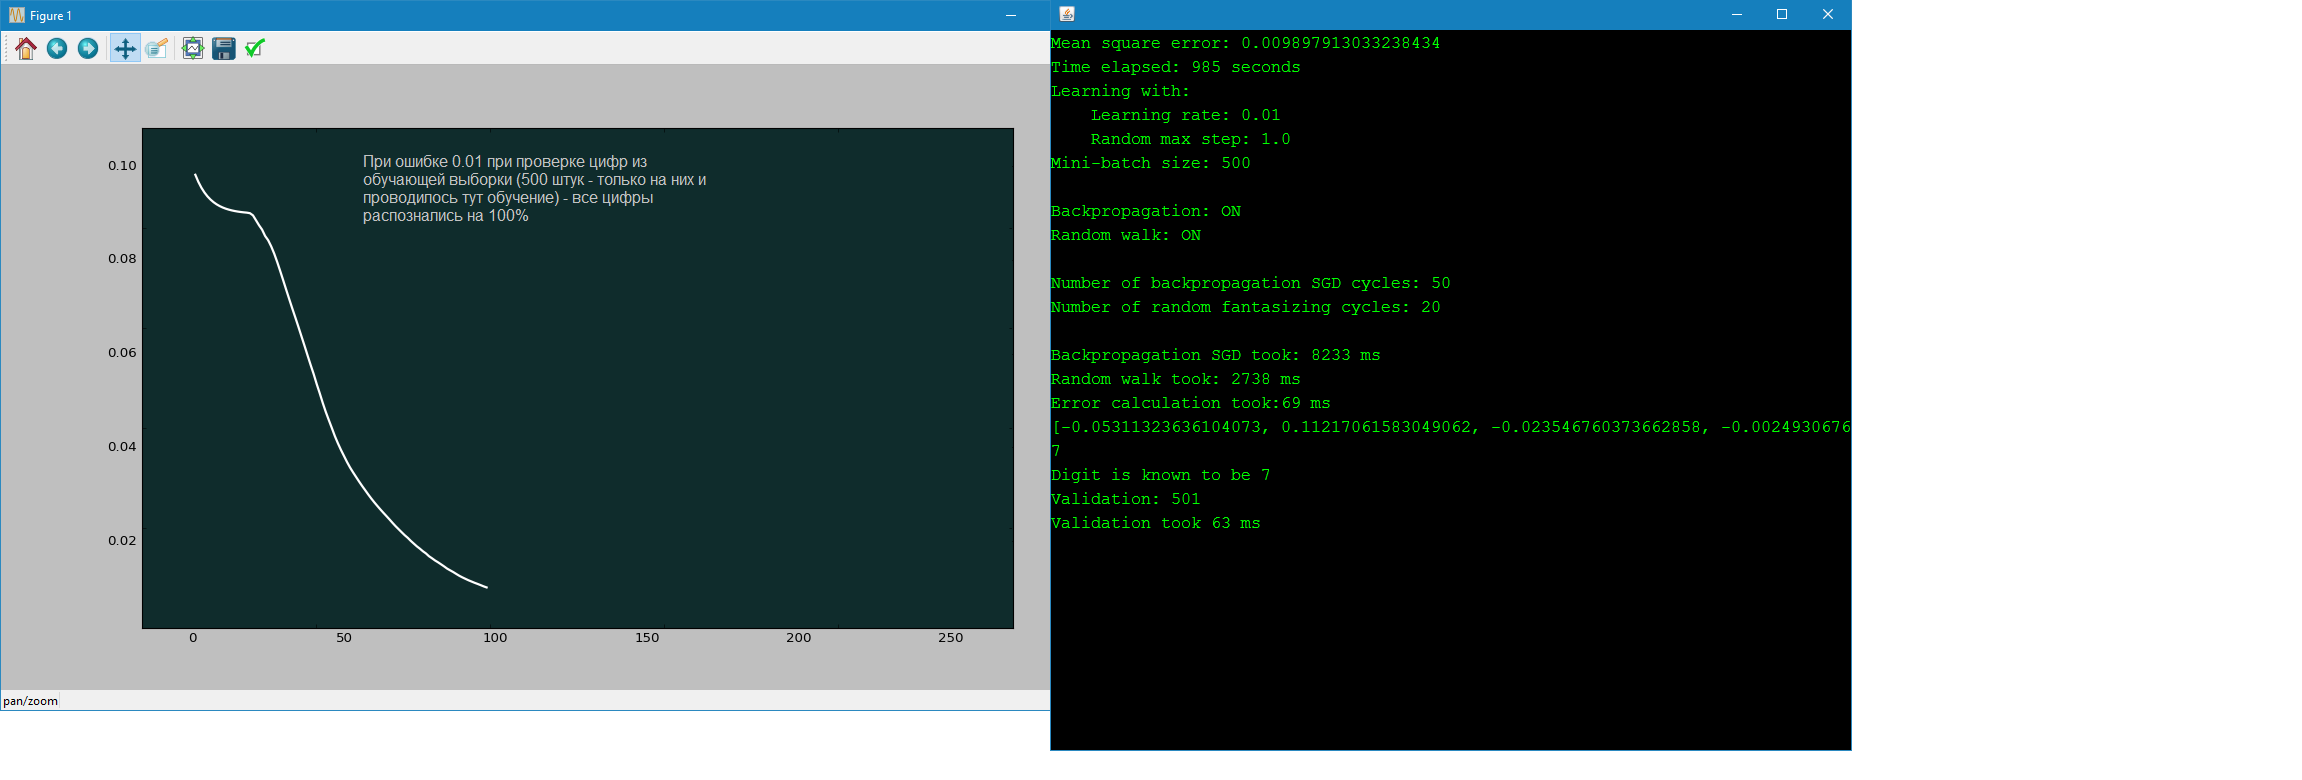 Figure 1
0.10
0.08
0.06
0.04
0.02
При ошибке 0.01 при проверке цифр из
обучающей выборки (500 штук - только на них и
проводилось тут обучение) - все цифры
распознались на 100%
0 50 100 150 200 250
pan/zoom
Mean square error: 0.009897913033238434
Time elapsed: 985 seconds
Learning with:
Learning rate: 0.01
Random max step: 1.0
Mini-batch size: 500
Backpropagation: ON
Random walk: ON
Number of backpropagation SGD cycles: 50
Number of random fantasizing cycles: 20
Backpropagation SGD took: 8233 ms
Random walk took: 2738 ms
Error calculation took:69 ms
[-0.05311323636104073, 0.11217061583049062, -0.023546760373662858, -0.0024930676
7
Digit is known to be 7
Validation: 501
Validation took 63 ms